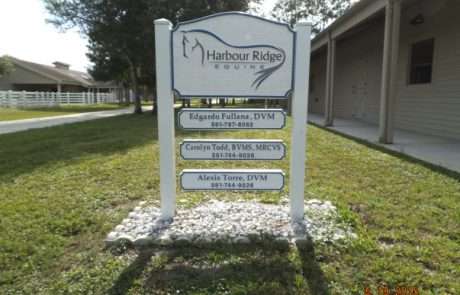 Harbour Ridge
EQUINE
Edgardo Fullana, DVM
561-797-8052
Carolyn Todd, BVMS, MRCVS
561-744-9026
Alexis Torre, DVM
561-744-9026